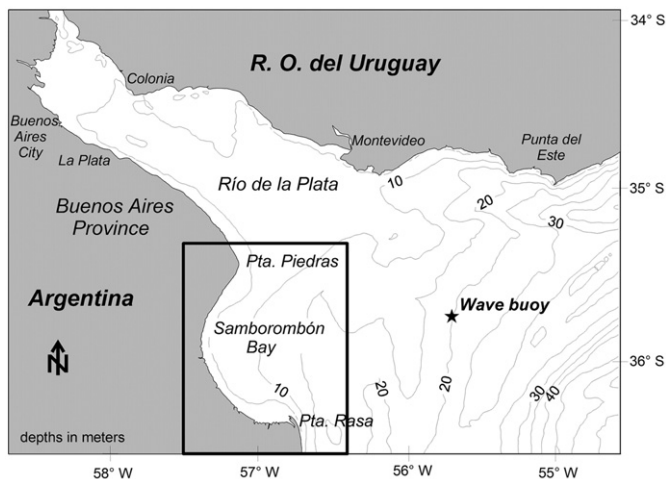 34° S
R. O. del Uruguay
Colonia
Buenos
Aires
City
Montevideo
Punta del
Este
La Plata
Río de la Plata
10
35° S
20
Buenos Aires
Province
30
Pta. Piedras
Argentina
Wave buoy
Samborombón
Bay
N
36° S
10
20
20
30
40
Pta. Rasa
depths in meters
58° W
57° W
56° W
55° W